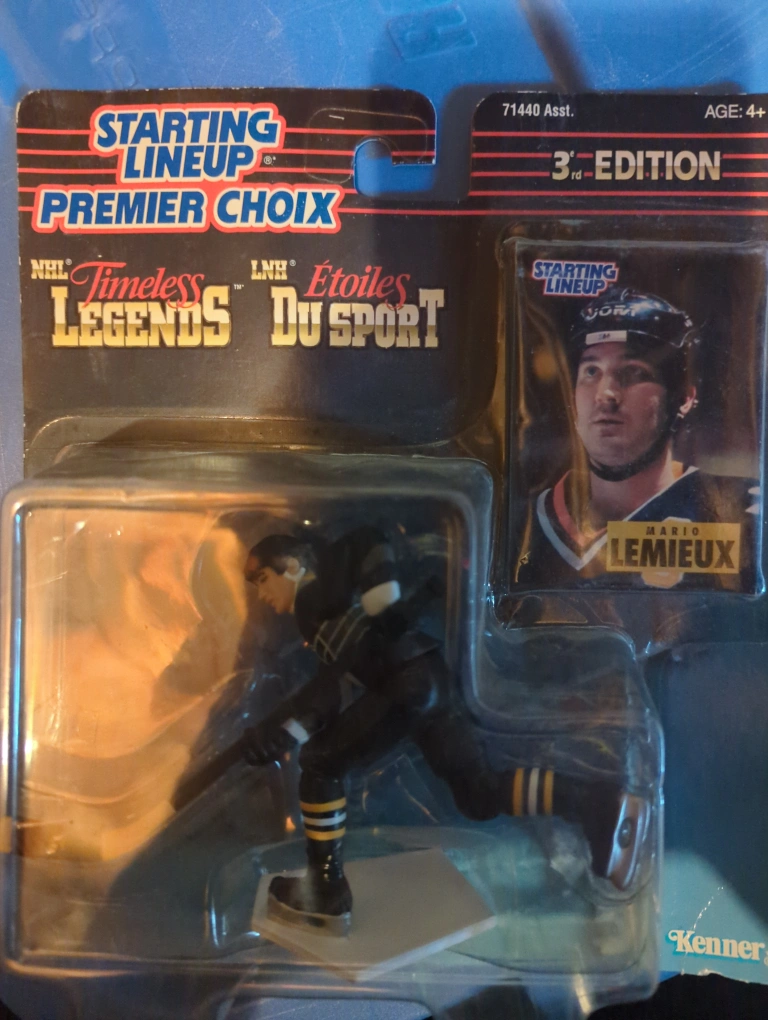 STARTING
LINEUP®
PREMIER CHOIX
NHL® Timeless
LEGENDS™
LNH® Étoiles
DU SPORT
71440 Asst.
AGE: 4+
3rd EDITION
STARTING
LINEUP
MARIO
LEMIEUX
Kenner